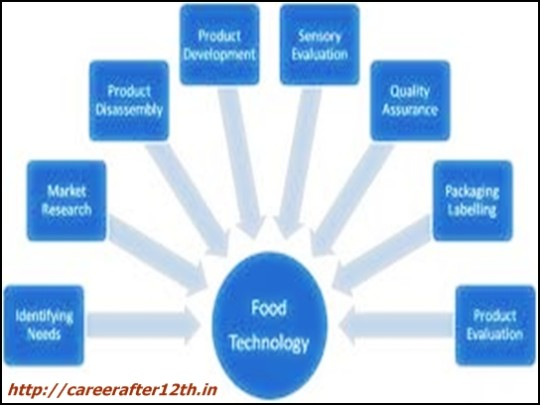 Product
Development
Sensory
Evaluation
Product
Disassembly
Quality
Assurance
Market
Research
Packaging
Labelling
Identifying
Needs
Food
Technology
Product
Evaluation
http://careerafter12th.in